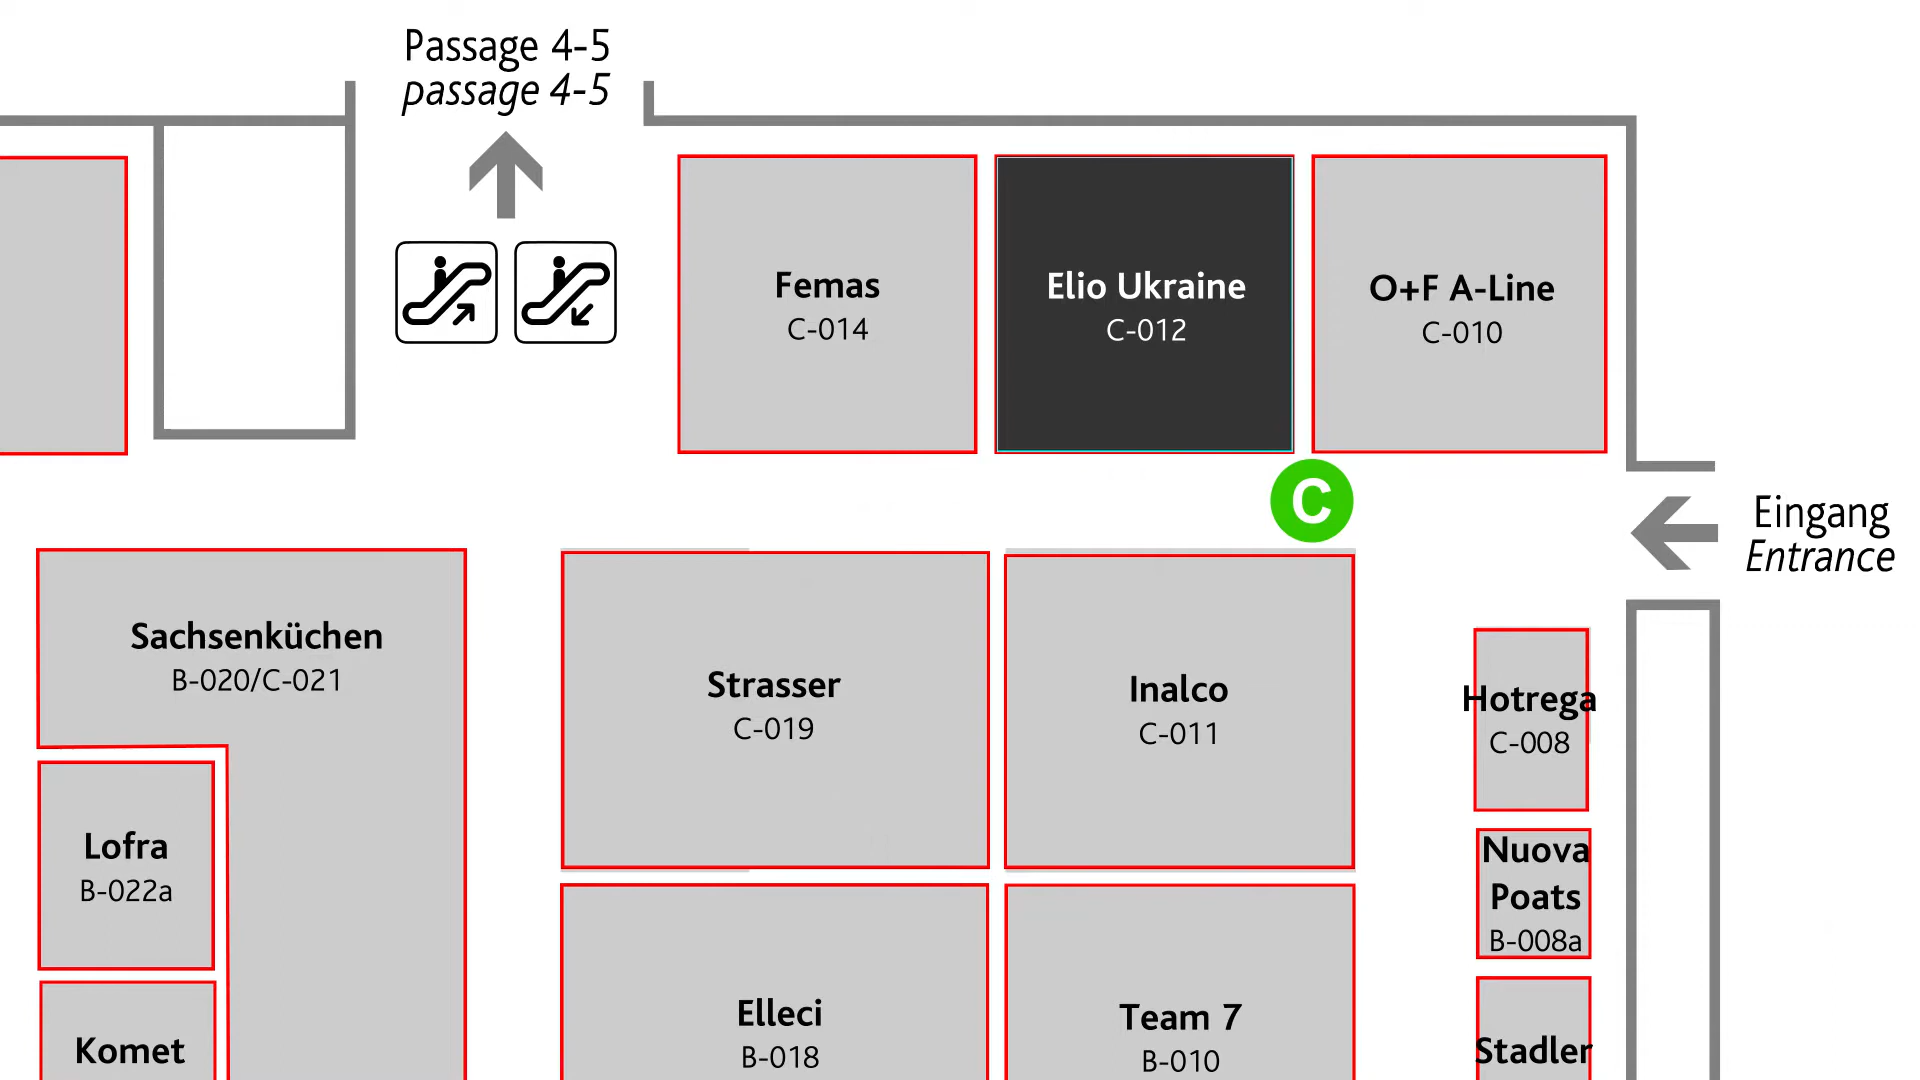 Passage 4-5
passage 4-5
Femas
C-014
Elio Ukraine
C-012
O+F A-Line
C-010
C
Eingang
Entrance
Sachsenküchen
B-020/C-021
Strasser
C-019
Inalco
C-011
Hotrega
C-008
Lofra
B-022a
Nuova
Poats
B-008a
Elleci
B-018
Team 7
B-010
Komet
Stadler